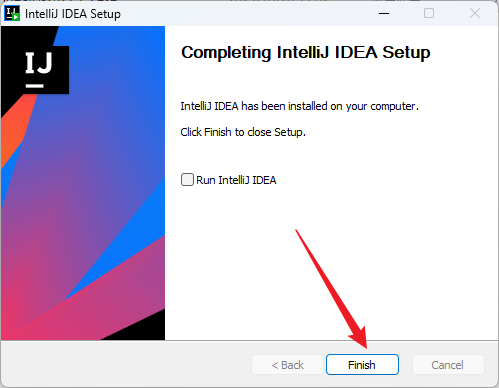 IntelliJ IDEA Setup
IJ
Completing IntelliJ IDEA Setup
IntelliJ IDEA has been installed on your computer.
Click Finish to close Setup.
Run IntelliJ IDEA
< Back
Finish
Cancel